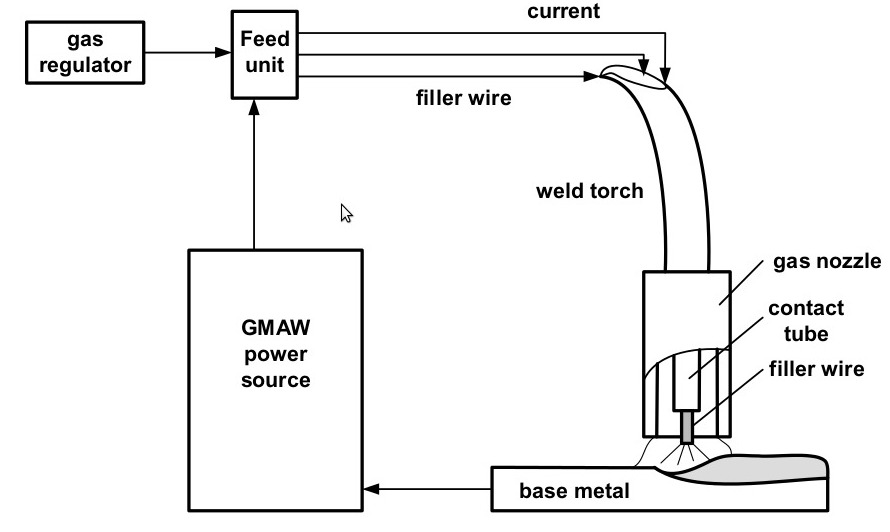 current
gas
regulator
Feed
unit
filler wire
weld torch
gas nozzle
contact
tube
filler wire
GMAW
power
source
base metal